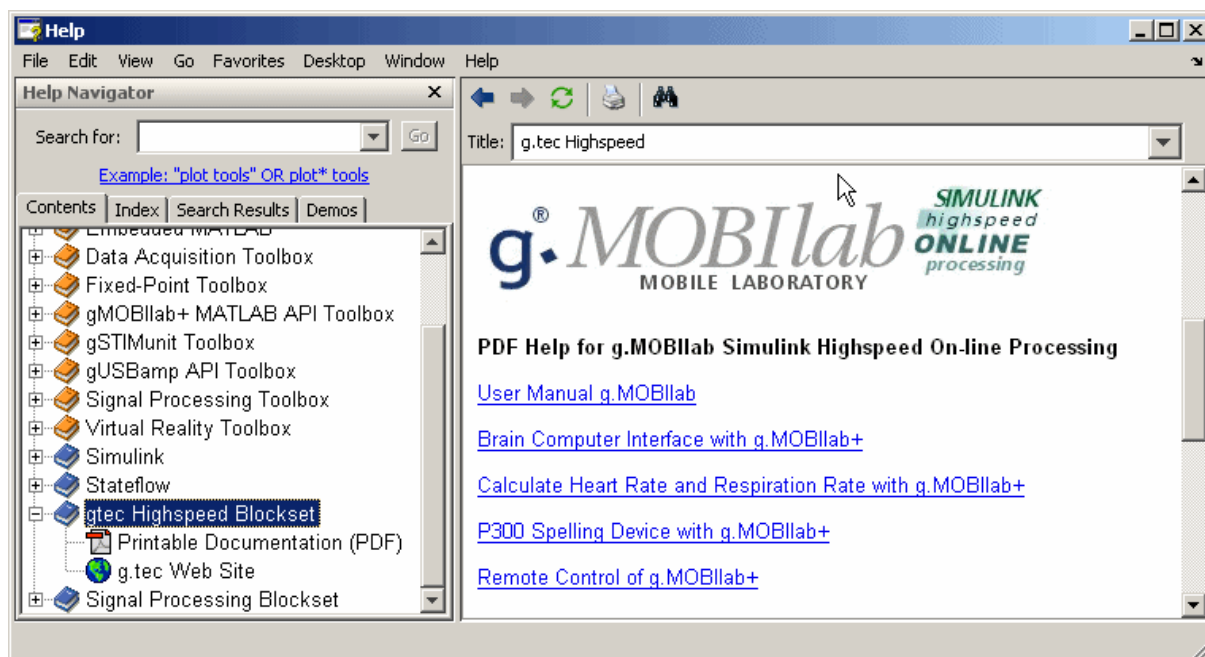 Help
File Edit View Go Favorites Desktop Window Help
Help Navigator
Search for:
Go
Example: "plot tools" OR plot* tools
Contents Index Search Results Demos
Embedded MATLAB
Data Acquisition Toolbox
Fixed-Point Toolbox
gMOBIlab+ MATLAB API Toolbox
gSTIMunit Toolbox
gUSBamp API Toolbox
Signal Processing Toolbox
Virtual Reality Toolbox
Simulink
Stateflow
gtec Highspeed Blockset
Printable Documentation (PDF)
g.tec Web Site
Signal Processing Blockset
Title: g.tec Highspeed
g.MOBIlab ®
MOBILE LABORATORY
SIMULINK
highspeed
ONLINE
processing
PDF Help for g.MOBIlab Simulink Highspeed On-line Processing
User Manual g.MOBIlab
Brain Computer Interface with g.MOBIlab+
Calculate Heart Rate and Respiration Rate with g.MOBIlab+
P300 Spelling Device with g.MOBIlab+
Remote Control of g.MOBIlab+